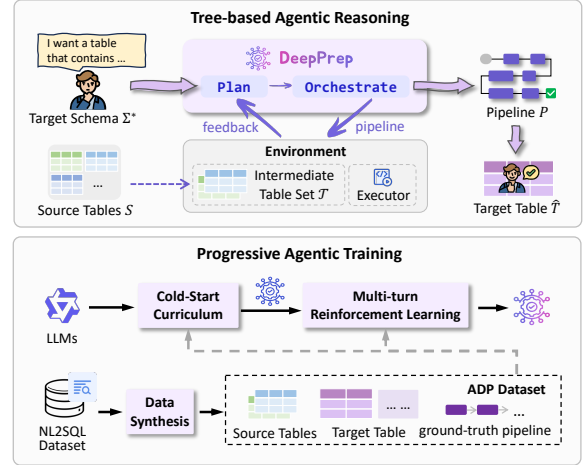 Tree-based Agentic Reasoning
I want a table
that contains ...
DeepPrep
Plan
Orchestrate
Target Schema Σ*
feedback
pipeline
Pipeline P
Environment
Intermediate
Table Set 𝒯
Executor
...
Source Tables S
Target Table T̂
Progressive Agentic Training
LLMs
Cold-Start
Curriculum
Multi-turn
Reinforcement Learning
NL2SQL
Dataset
Data
Synthesis
ADP Dataset
... ...
...
Source Tables
Target Table
ground-truth pipeline